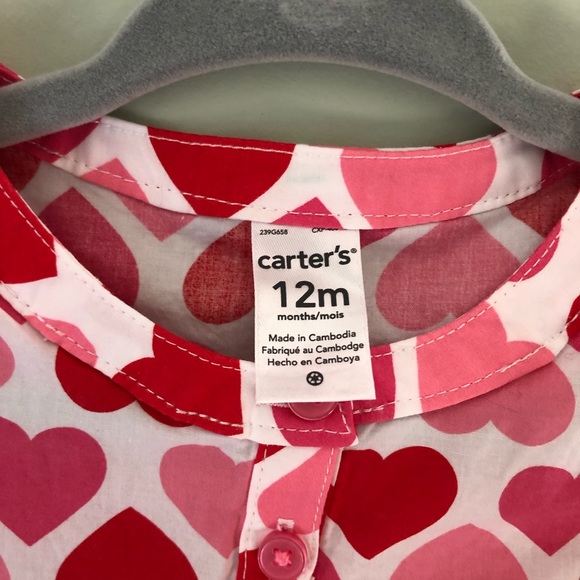 239G658
carter's®
12m
months/mois
Made in Cambodia
Fabriqué au Cambodge
Hecho en Camboya